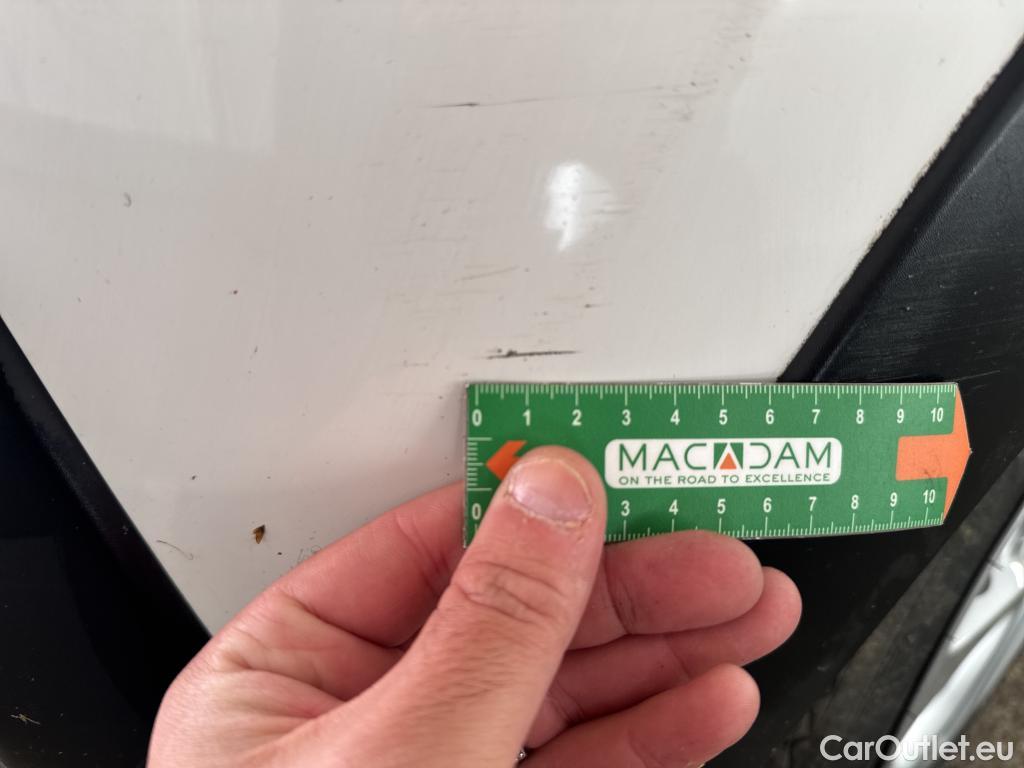 0 1 2 3 4 5 6 7 8 9 10
MACADAM
ON THE ROAD TO EXCELLENCE
0 3 4 5 6 7 8 9 10
CarOutlet.eu